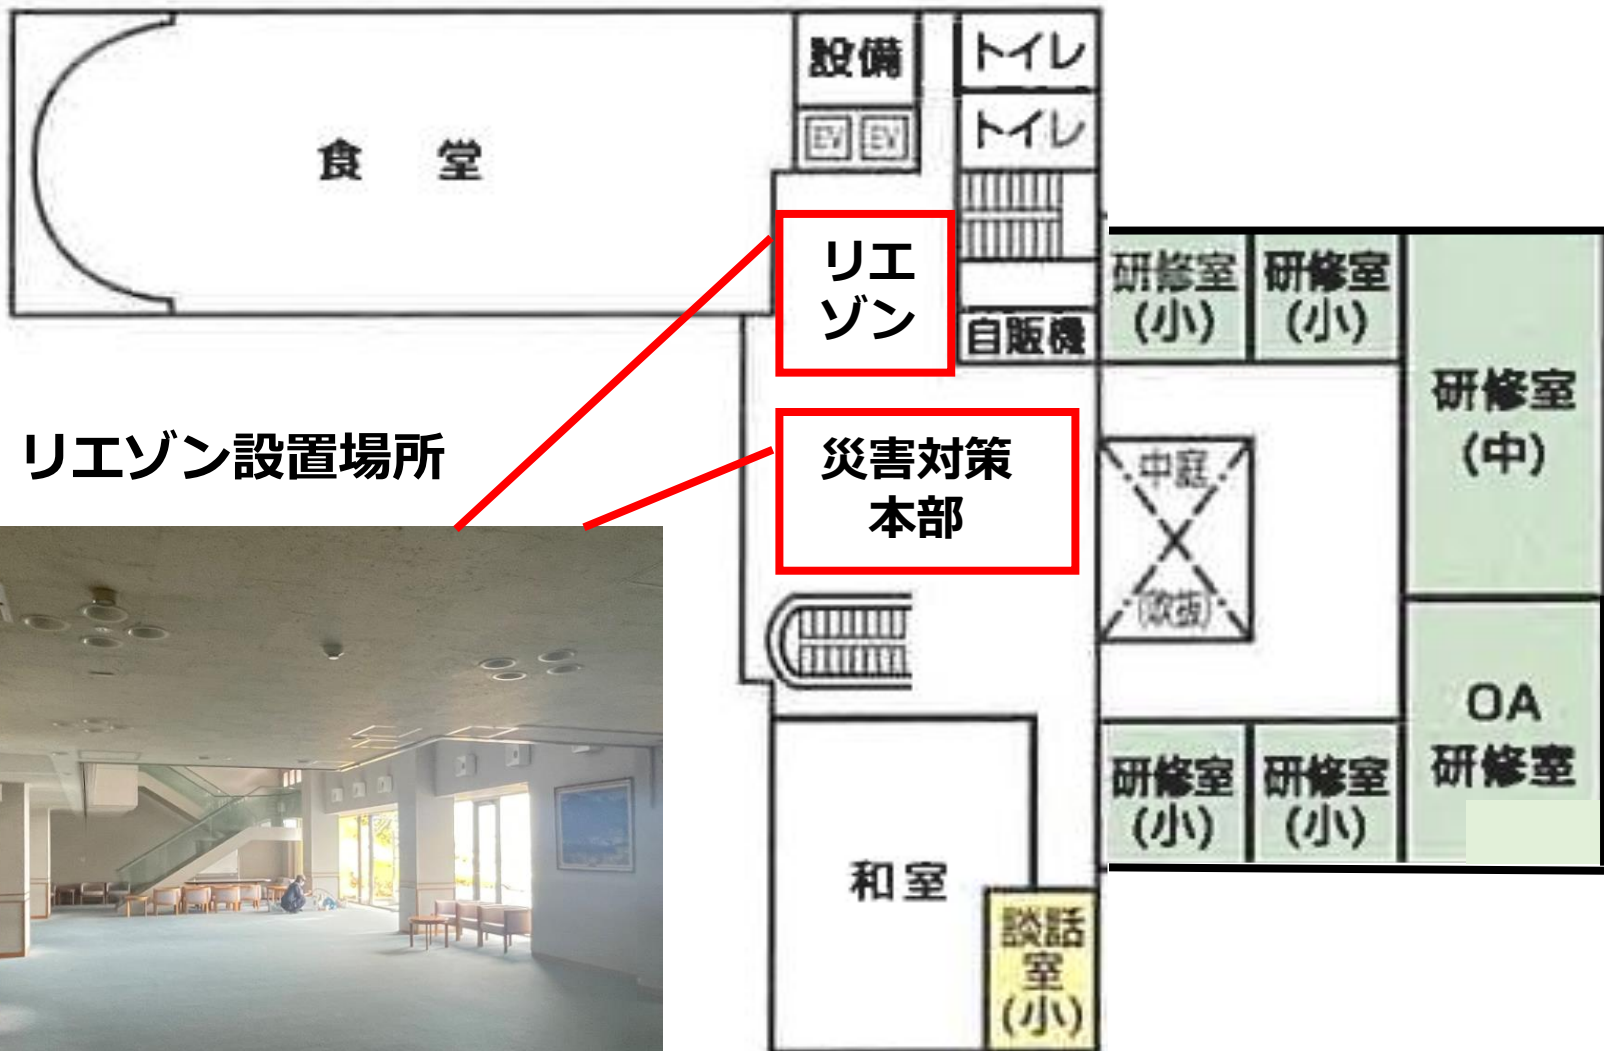 設備
トイレ
トイレ
EV EV
食 堂
リエ
ゾン
自販機
研修室
(小)
研修室
(小)
研修室
(中)
リエゾン設置場所
災害対策
本部
中庭
(吹抜)
OA
研修室
研修室
(小)
研修室
(小)
和室
談話
室
(小)